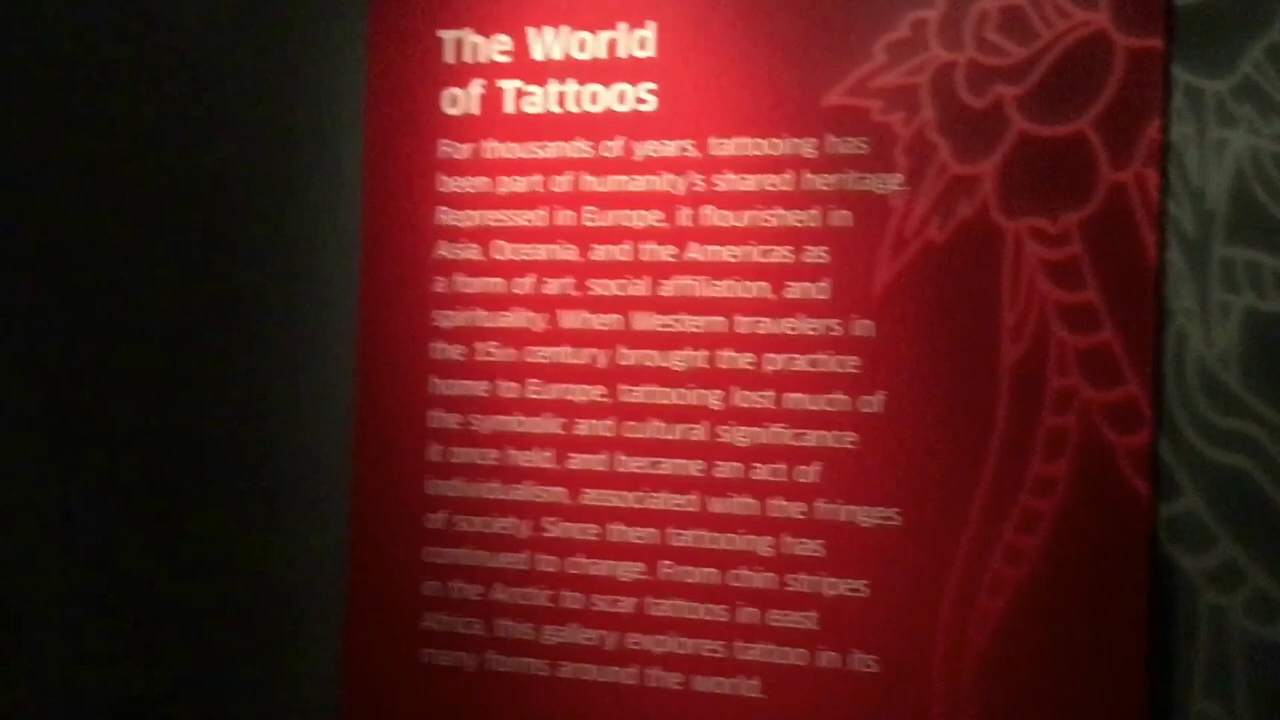 The World
of Tattoos
For thousands of years, tattooing has
been part of humanity's shared heritage.
Repressed in Europe, it flourished in
Asia, Oceania, and the Americas as
a form of art, social affiliation, and
spirituality. When Western travelers in
the 15th century brought the practice
home to Europe, tattooing lost much of
the symbolic and cultural significance
it once held, and became an act of
individualism, associated with the fringes
of society. Since then tattooing has
continued to change. From chin stripes
in the Arctic to scar tattoos in east
Africa, this gallery explores tattoo in its
many forms around the world.